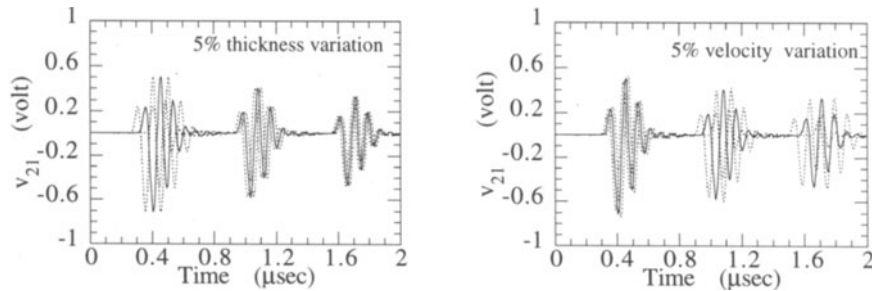 1
5% thickness variation
0.6
0.2
-0.2
-0.6
-1
v21 (volt)
0 0.4 0.8 1.2 1.6 2
Time (μsec)
1
5% velocity variation
0.6
0.2
-0.2
-0.6
-1
v21 (volt)
0 0.4 0.8 1.2 1.6 2
Time (μsec)